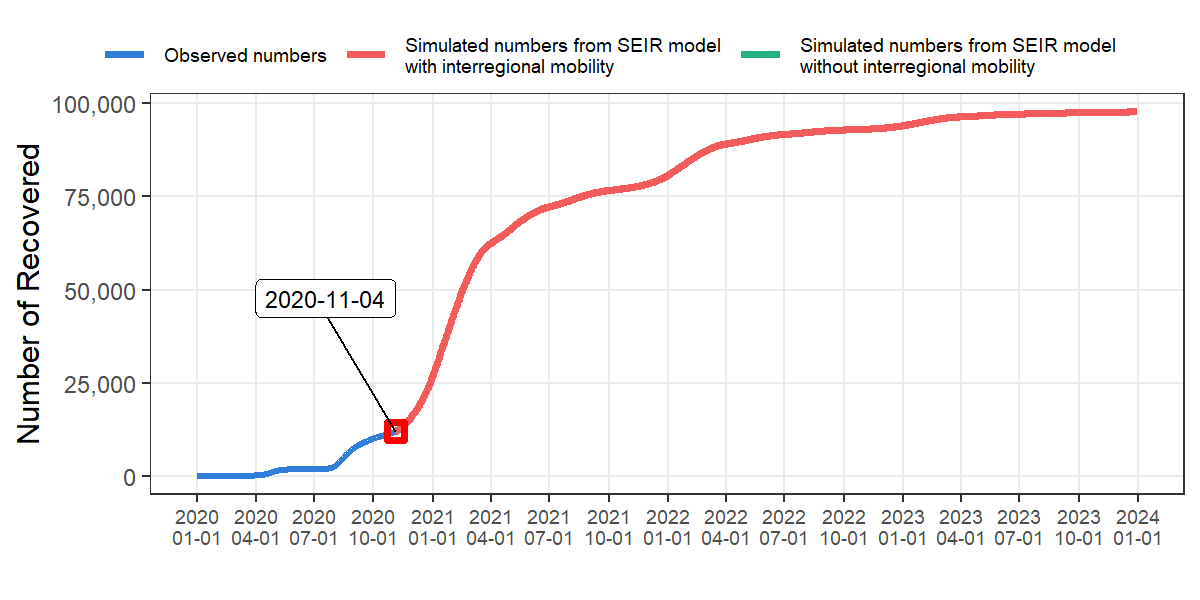 Observed numbers
Simulated numbers from SEIR model
with interregional mobility
Simulated numbers from SEIR model
without interregional mobility
Number of Recovered
100,000
75,000
50,000
25,000
0
2020-11-04
2020 2020 2020 2020 2021 2021 2021 2021 2022 2022 2022 2022 2023 2023 2023 2023 2024
01-01 04-01 07-01 10-01 01-01 04-01 07-01 10-01 01-01 04-01 07-01 10-01 01-01 04-01 07-01 10-01 01-01